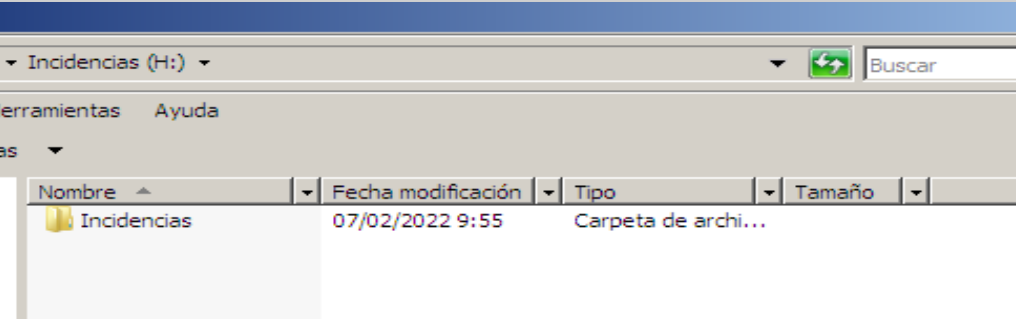 Incidencias (H:)
Buscar
erramientas Ayuda
as
Nombre Fecha modificación Tipo Tamaño
Incidencias 07/02/2022 9:55 Carpeta de archi...